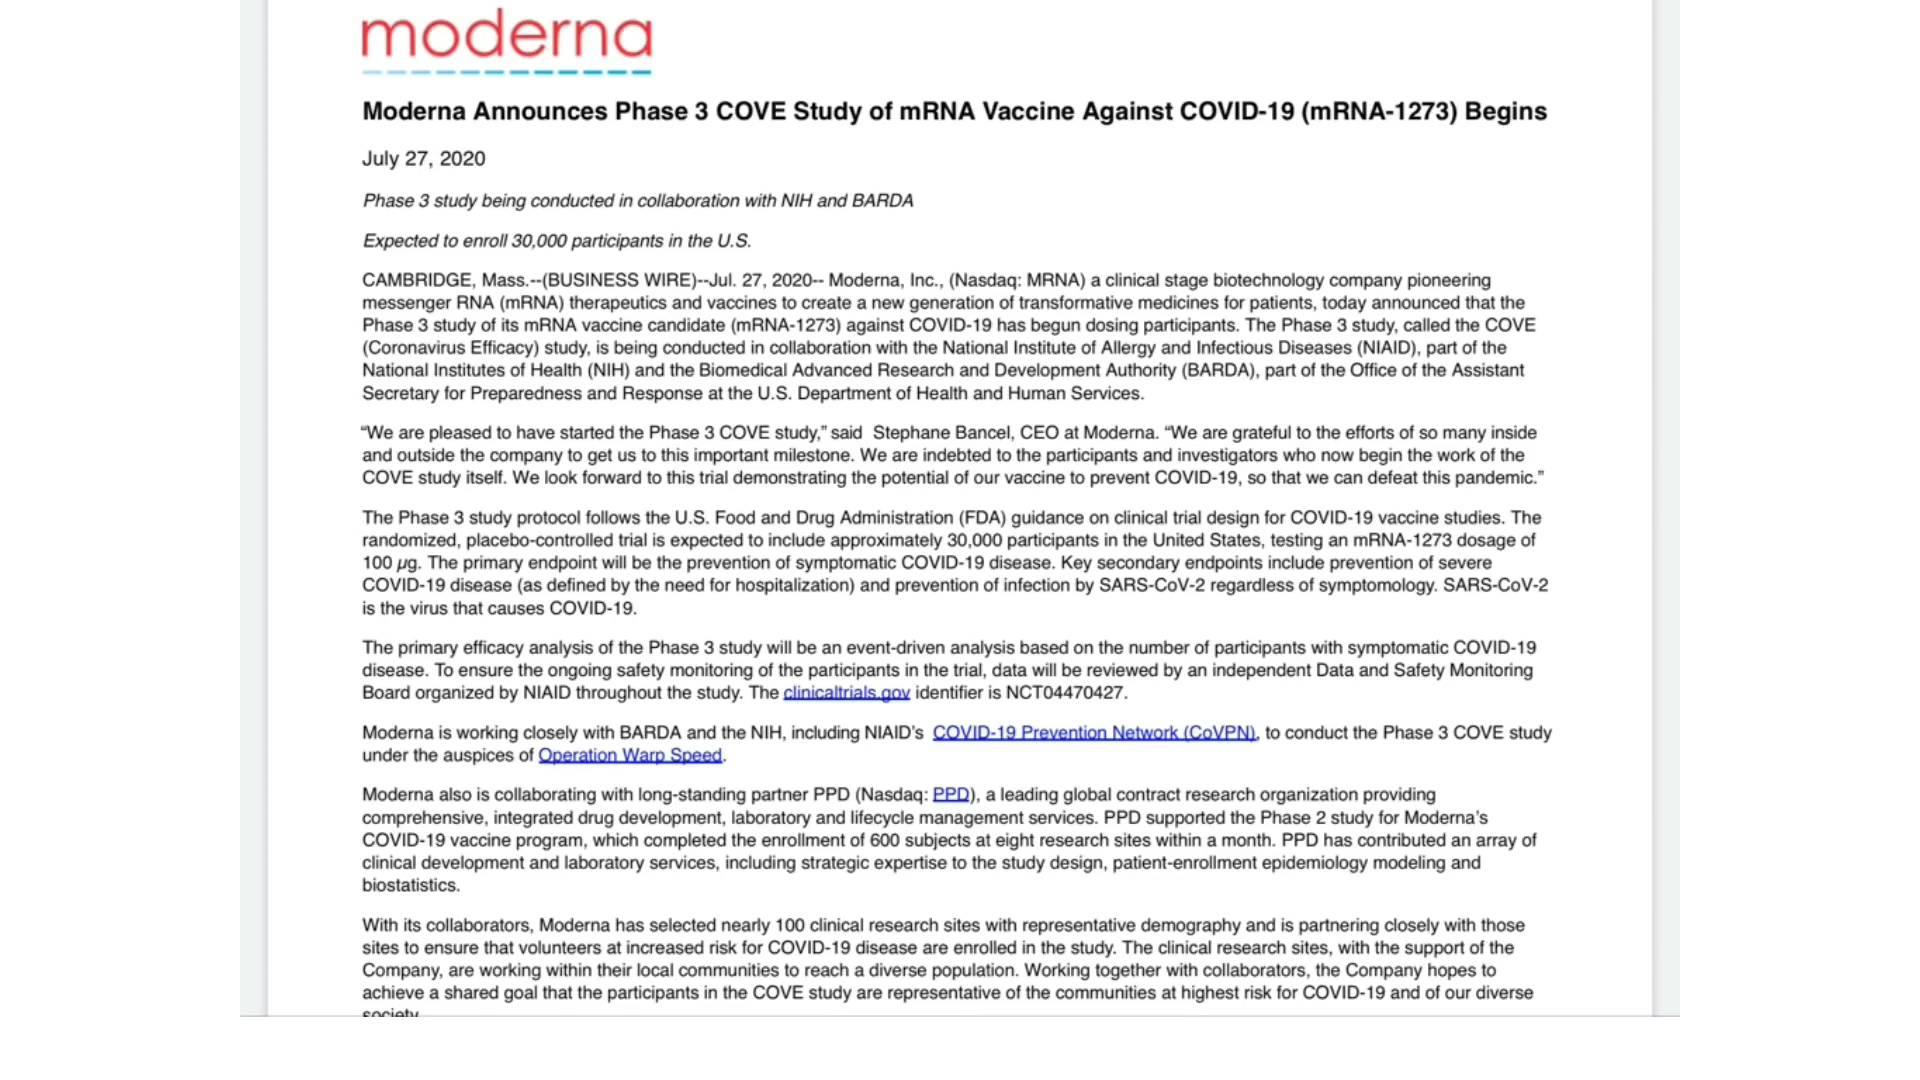 moderna
Moderna Announces Phase 3 COVE Study of mRNA Vaccine Against COVID-19 (mRNA-1273) Begins
July 27, 2020
Phase 3 study being conducted in collaboration with NIH and BARDA
Expected to enroll 30,000 participants in the U.S.
CAMBRIDGE, Mass.--(BUSINESS WIRE)--Jul. 27, 2020-- Moderna, Inc., (Nasdaq: MRNA) a clinical stage biotechnology company pioneering
messenger RNA (mRNA) therapeutics and vaccines to create a new generation of transformative medicines for patients, today announced that the
Phase 3 study of its mRNA vaccine candidate (mRNA-1273) against COVID-19 has begun dosing participants. The Phase 3 study, called the COVE
(Coronavirus Efficacy) study, is being conducted in collaboration with the National Institute of Allergy and Infectious Diseases (NIAID), part of the
National Institutes of Health (NIH) and the Biomedical Advanced Research and Development Authority (BARDA), part of the Office of the Assistant
Secretary for Preparedness and Response at the U.S. Department of Health and Human Services.
“We are pleased to have started the Phase 3 COVE study,” said Stephane Bancel, CEO at Moderna. “We are grateful to the efforts of so many inside
and outside the company to get us to this important milestone. We are indebted to the participants and investigators who now begin the work of the
COVE study itself. We look forward to this trial demonstrating the potential of our vaccine to prevent COVID-19, so that we can defeat this pandemic.”
The Phase 3 study protocol follows the U.S. Food and Drug Administration (FDA) guidance on clinical trial design for COVID-19 vaccine studies. The
randomized, placebo-controlled trial is expected to include approximately 30,000 participants in the United States, testing an mRNA-1273 dosage of
100 µg. The primary endpoint will be the prevention of symptomatic COVID-19 disease. Key secondary endpoints include prevention of severe
COVID-19 disease (as defined by the need for hospitalization) and prevention of infection by SARS-CoV-2 regardless of symptomology. SARS-CoV-2
is the virus that causes COVID-19.
The primary efficacy analysis of the Phase 3 study will be an event-driven analysis based on the number of participants with symptomatic COVID-19
disease. To ensure the ongoing safety monitoring of the participants in the trial, data will be reviewed by an independent Data and Safety Monitoring
Board organized by NIAID throughout the study. The clinicaltrials.gov identifier is NCT04470427.
Moderna is working closely with BARDA and the NIH, including NIAID’s COVID-19 Prevention Network (CoVPN), to conduct the Phase 3 COVE study
under the auspices of Operation Warp Speed.
Moderna also is collaborating with long-standing partner PPD (Nasdaq: PPD), a leading global contract research organization providing
comprehensive, integrated drug development, laboratory and lifecycle management services. PPD supported the Phase 2 study for Moderna’s
COVID-19 vaccine program, which completed the enrollment of 600 subjects at eight research sites within a month. PPD has contributed an array of
clinical development and laboratory services, including strategic expertise to the study design, patient-enrollment epidemiology modeling and
biostatistics.
With its collaborators, Moderna has selected nearly 100 clinical research sites with representative demography and is partnering closely with those
sites to ensure that volunteers at increased risk for COVID-19 disease are enrolled in the study. The clinical research sites, with the support of the
Company, are working within their local communities to reach a diverse population. Working together with collaborators, the Company hopes to
achieve a shared goal that the participants in the COVE study are representative of the communities at highest risk for COVID-19 and of our diverse
society.